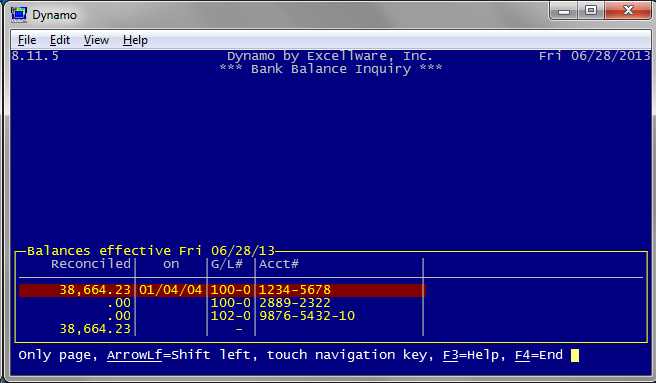 Dynamo
File Edit View Help
8.11.5 Dynamo by Excellware, Inc. Fri 06/28/2013
*** Bank Balance Inquiry ***
Balances effective Fri 06/28/13
Reconciled on G/L# Acct#
38,664.23 01/04/04 100-0 1234-5678
.00 100-0 2889-2322
.00 102-0 9876-5432-10
38,664.23 -
Only page, ArrowLf=Shift left, touch navigation key, F3=Help, F4=End